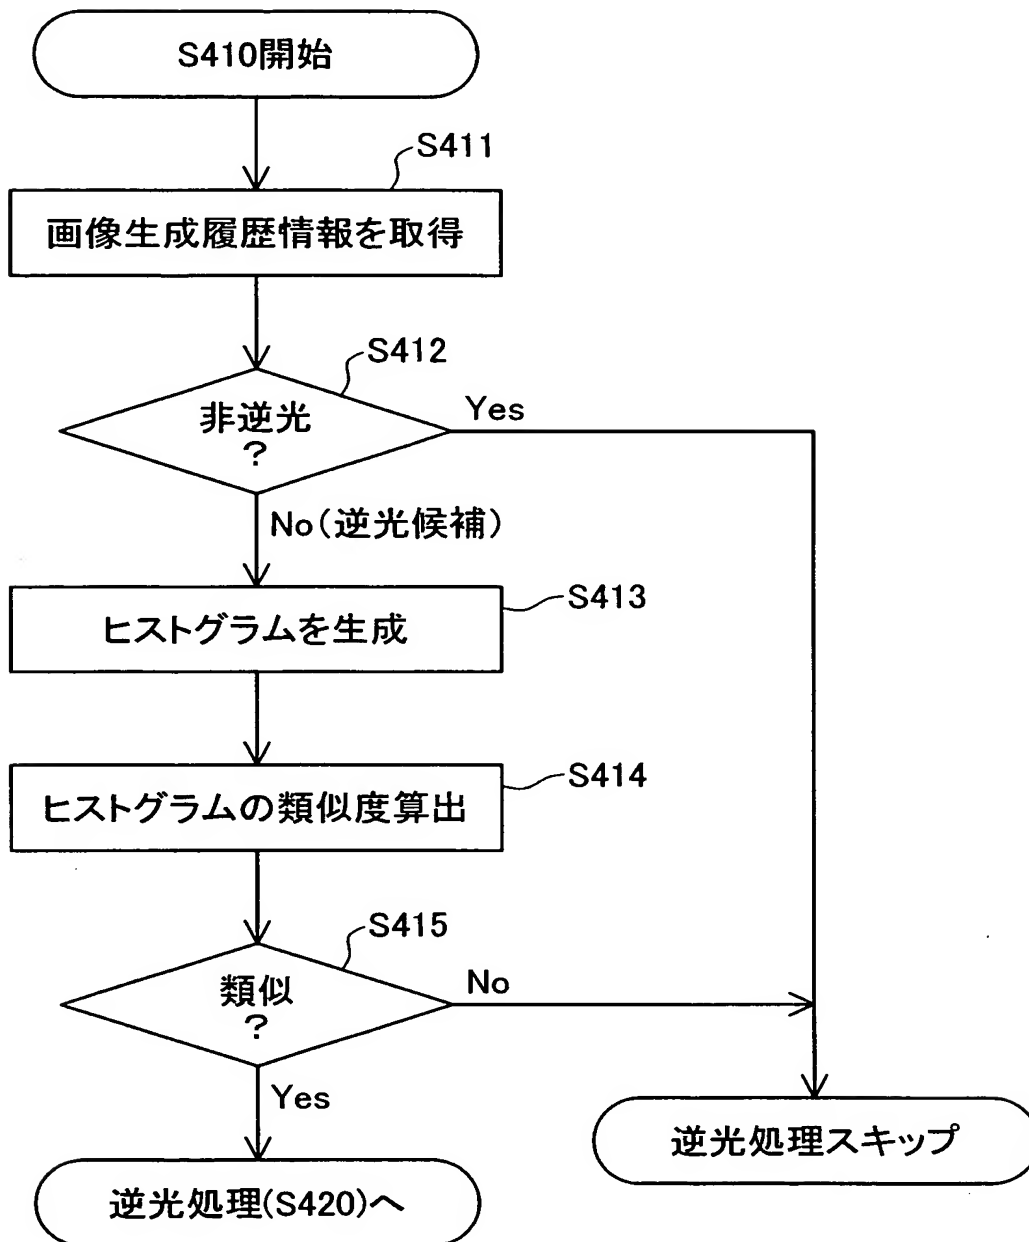 S410開始
S411
画像生成履歴情報を取得
S412
非逆光
?
Yes
No(逆光候補)
S413
ヒストグラムを生成
S414
ヒストグラムの類似度算出
S415
類似
?
No
Yes
逆光処理スキップ
逆光処理(S420)へ